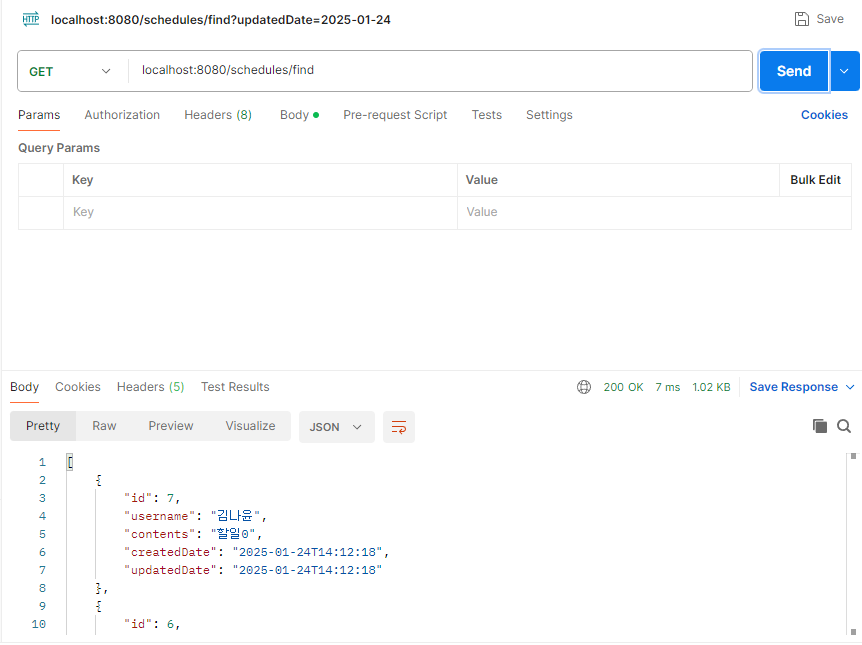 HTTP localhost:8080/schedules/find?updatedDate=2025-01-24 Save
GET localhost:8080/schedules/find Send
Params Authorization Headers (8) Body Pre-request Script Tests Settings Cookies
Query Params
Key Value Bulk Edit
Key Value
Body Cookies Headers (5) Test Results 200 OK 7 ms 1.02 KB Save Response
Pretty Raw Preview Visualize JSON
1 [
2 {
3 "id": 7,
4 "username": "김나윤",
5 "contents": "할일0",
6 "createdDate": "2025-01-24T14:12:18",
7 "updatedDate": "2025-01-24T14:12:18"
8 },
9 {
10 "id": 6,